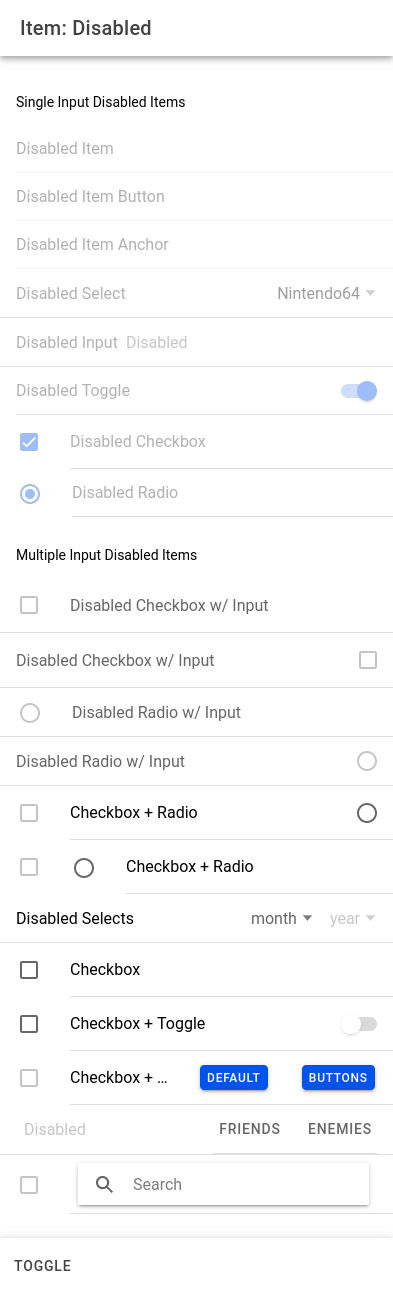 Item: Disabled
Single Input Disabled Items
Disabled Item
Disabled Item Button
Disabled Item Anchor
Disabled Select Nintendo64
Disabled Input Disabled
Disabled Toggle
Disabled Checkbox
Disabled Radio
Multiple Input Disabled Items
Disabled Checkbox w/ Input
Disabled Checkbox w/ Input
Disabled Radio w/ Input
Disabled Radio w/ Input
Checkbox + Radio
Checkbox + Radio
Disabled Selects month year
Checkbox
Checkbox + Toggle
Checkbox + ... DEFAULT BUTTONS
Disabled FRIENDS ENEMIES
Search
TOGGLE